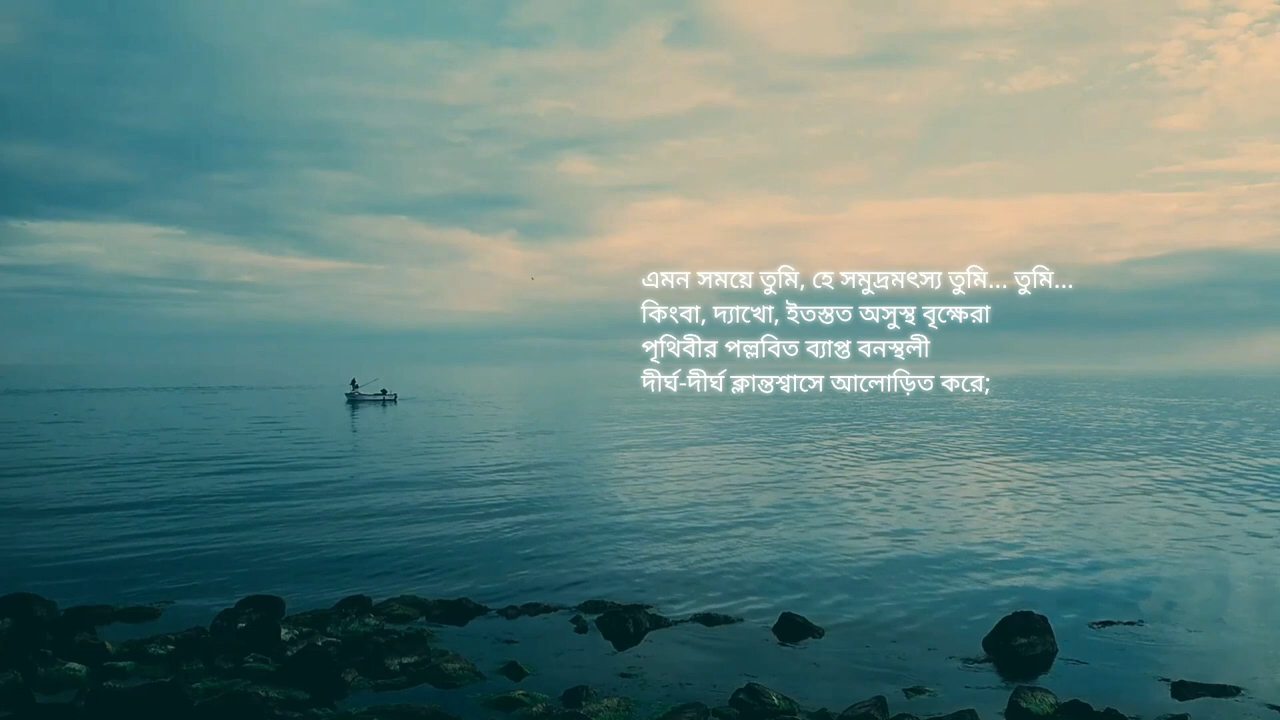 এমন সময়ে তুমি, হে সমুদ্রমৎস্য তুমি... তুমি...
কিংবা, দ্যাখো, ইতস্তত অসুস্থ বৃক্ষেরা
পৃথিবীর পল্লবিত ব্যাপ্ত বনস্থলী
দীর্ঘ-দীর্ঘ ক্লান্তশ্বাসে আলোড়িত করে;